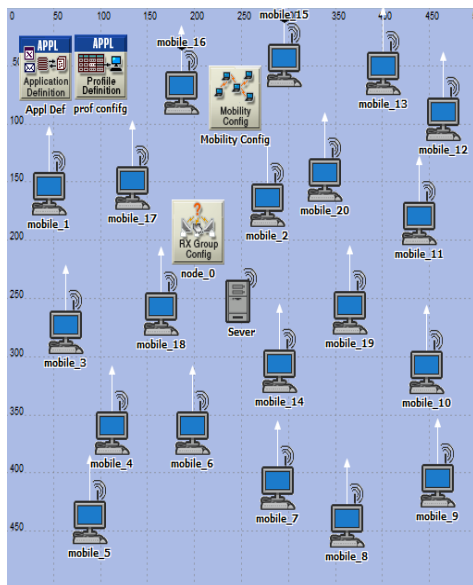 0 50 100 150 200 250 300 350 400 450
mobile_15
APPL
APPL
mobile_16
50
Application
Definition
Profiile
Definition
Mobility
Config
mobile_13
Appl Def
prof confifg
Mobility Config
mobile_12
100
150
mobile_1
mobile_17
mobile_20
mobile_2
mobile_11
200
RX Group
Config
node_0
250
Sever
mobile_3
mobile_18
mobile_19
300
mobile_14
mobile_10
350
mobile_4
mobile_6
400
mobile_7
mobile_9
mobile_5
mobile_8
450